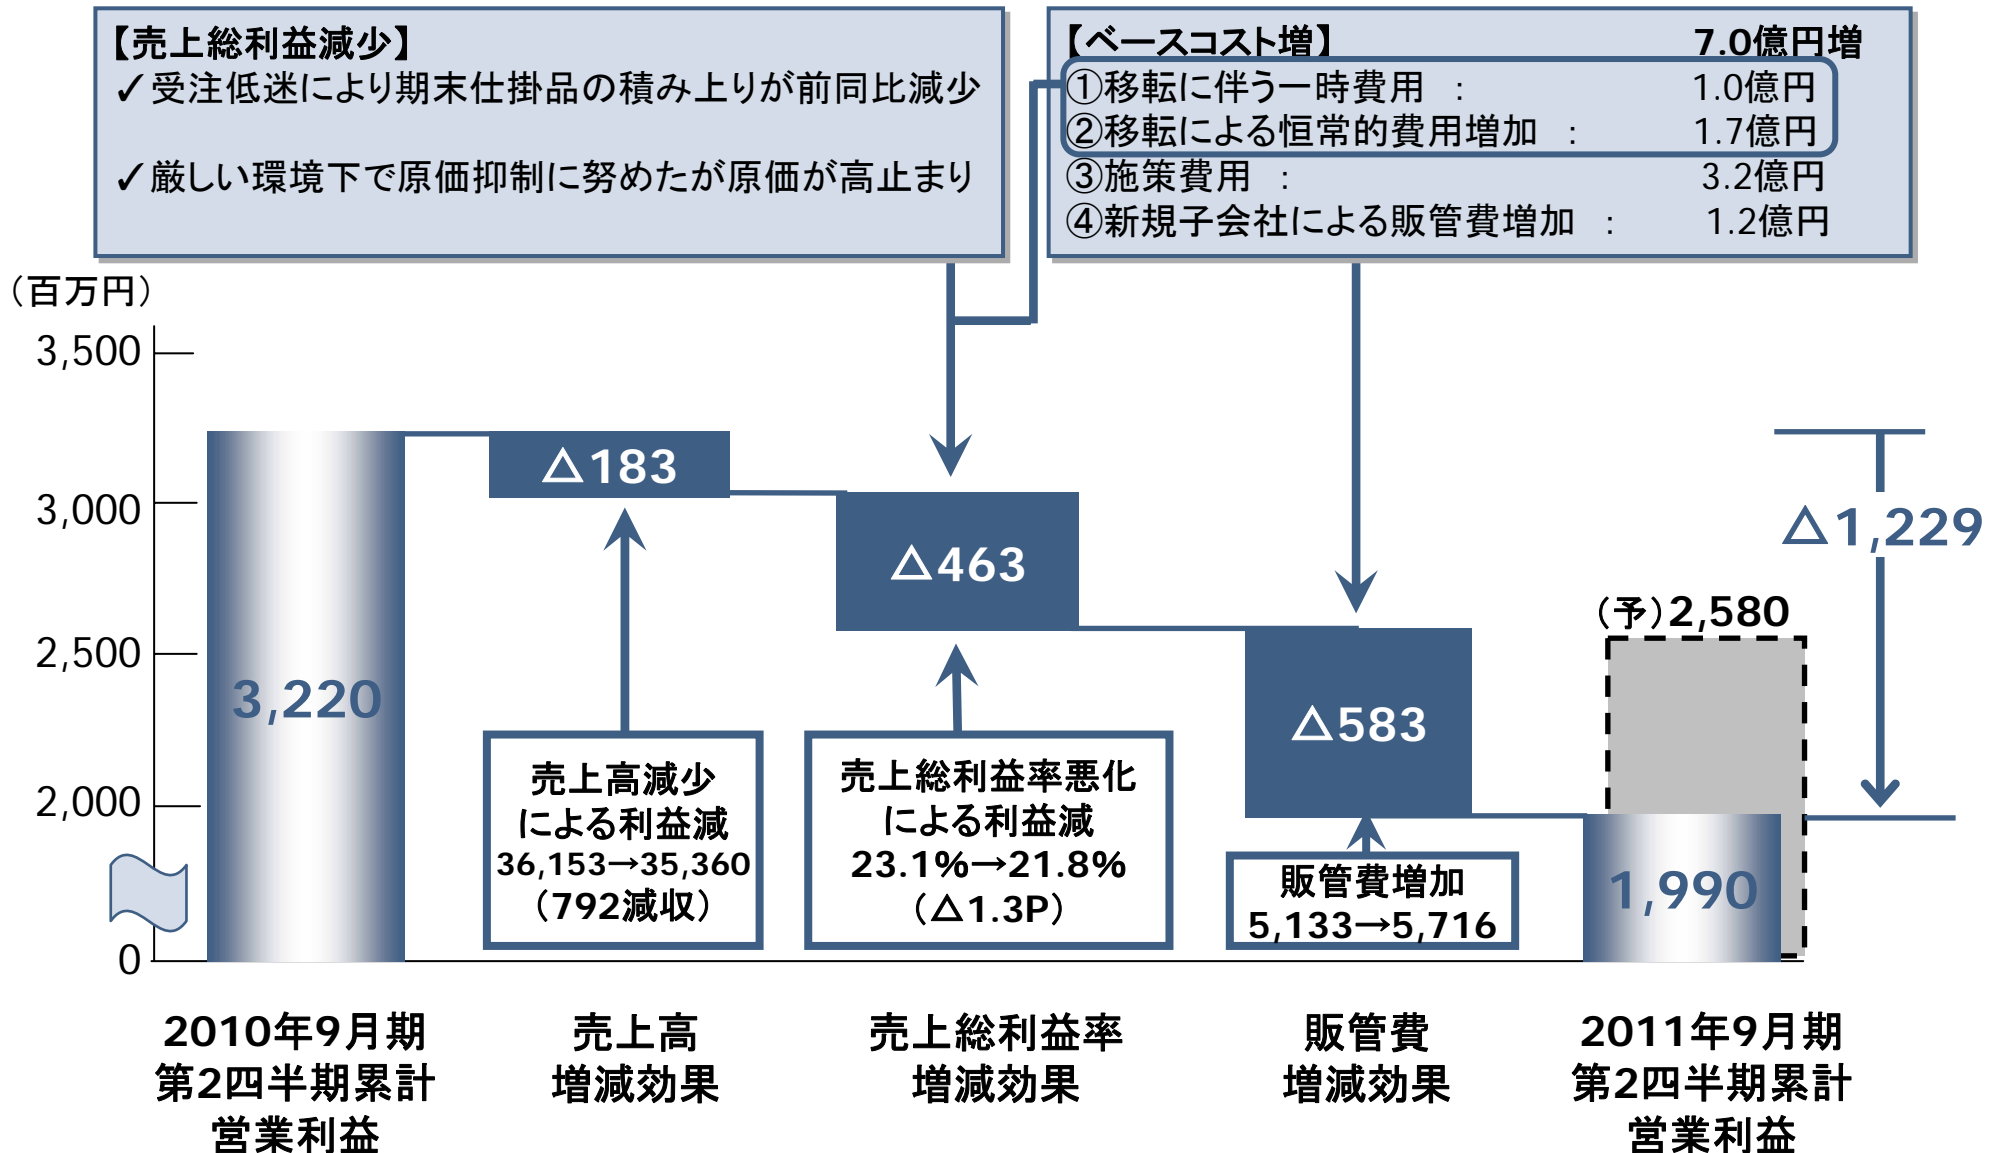 【売上総利益減少】
✓受注低迷により期末仕掛品の積み上りが前同比減少
✓厳しい環境下で原価抑制に努めたが原価が高止まり
【ベースコスト増】 7.0億円増
①移転に伴う一時費用 : 1.0億円
②移転による恒常的費用増加 : 1.7億円
③施策費用 : 3.2億円
④新規子会社による販管費増加 : 1.2億円
(百万円)
3,500
3,000
2,500
2,000
0
3,220
△183
△463
△583
(予)2,580
1,990
△1,229
売上高減少
による利益減
36,153→35,360
(792減収)
売上総利益率悪化
による利益減
23.1%→21.8%
(△1.3P)
販管費増加
5,133→5,716
2010年9月期
第2四半期累計
営業利益
売上高
増減効果
売上総利益率
増減効果
販管費
増減効果
2011年9月期
第2四半期累計
営業利益